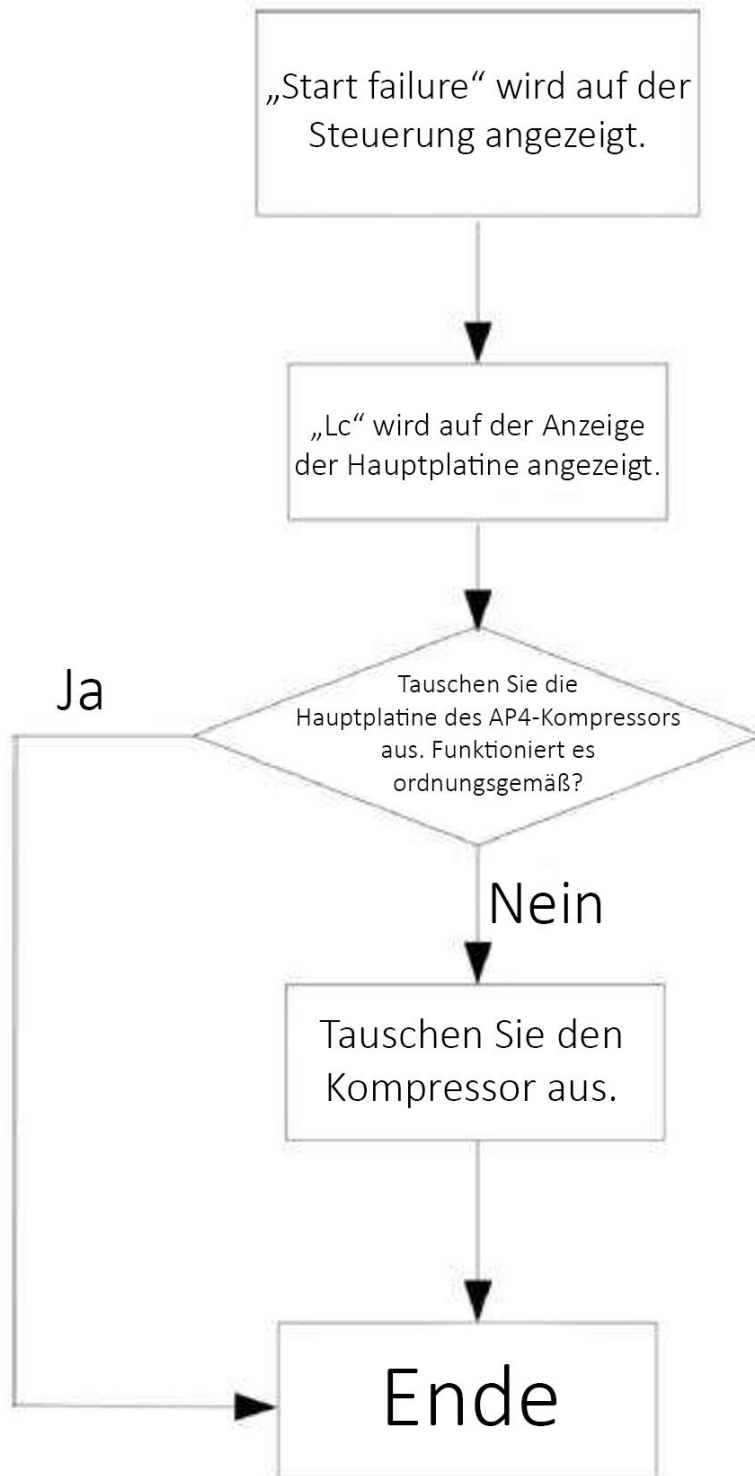 „Start failure“ wird auf der
Steuerung angezeigt.
„Lc“ wird auf der Anzeige
der Hauptplatine angezeigt.
Ja
Tauschen Sie die
Hauptplatine des AP4-Kompressors
aus. Funktioniert es
ordnungsgemäß?
Nein
Tauschen Sie den
Kompressor aus.
Ende